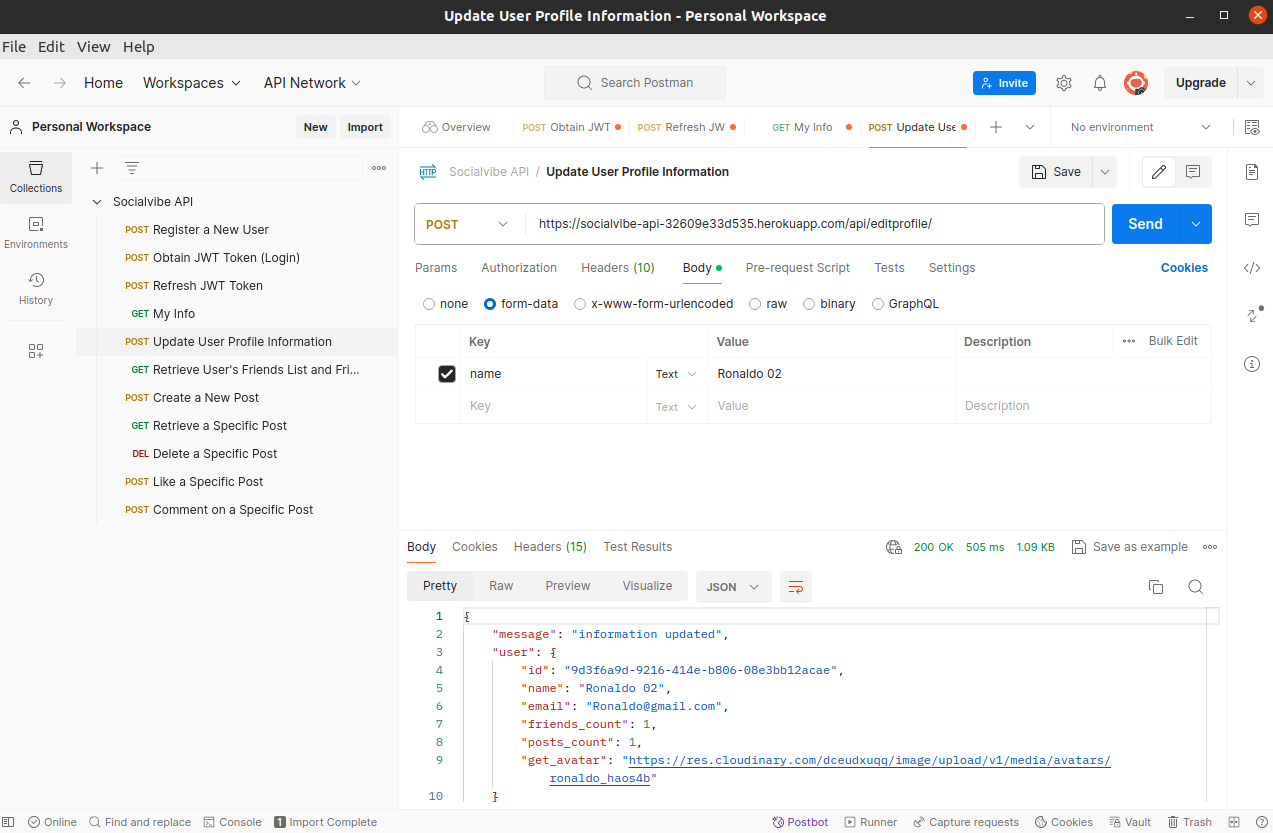 Update User Profile Information - Personal Workspace
File Edit View Help
Home Workspaces API Network Search Postman Invite Upgrade
Personal Workspace New Import Overview POST Obtain JWT POST Refresh JW GET My Info POST Update Use No environment
Collections
Environments
History
Socialvibe API
POST Register a New User
POST Obtain JWT Token (Login)
POST Refresh JWT Token
GET My Info
POST Update User Profile Information
GET Retrieve User's Friends List and Fri...
POST Create a New Post
GET Retrieve a Specific Post
DEL Delete a Specific Post
POST Like a Specific Post
POST Comment on a Specific Post
HTTP Socialvibe API / Update User Profile Information Save
POST https://socialvibe-api-32609e33d535.herokuapp.com/api/editprofile/ Send
Params Authorization Headers (10) Body Pre-request Script Tests Settings Cookies
none form-data x-www-form-urlencoded raw binary GraphQL
Key Value Description Bulk Edit
name Text Ronaldo 02
Key Text Value Description
Body Cookies Headers (15) Test Results 200 OK 505 ms 1.09 KB Save as example
Pretty Raw Preview Visualize JSON
1 {
2 "message": "information updated",
3 "user": {
4 "id": "9d3f6a9d-9216-414e-b806-08e3bb12acae",
5 "name": "Ronaldo 02",
6 "email": "Ronaldo@gmail.com",
7 "friends_count": 1,
8 "posts_count": 1,
9 "get_avatar": "https://res.cloudinary.com/dceudxuqq/image/upload/v1/media/avatars/
ronaldo_haos4b"
10 }
Online Find and replace Console 1 Import Complete Postbot Runner Capture requests Cookies Vault Trash